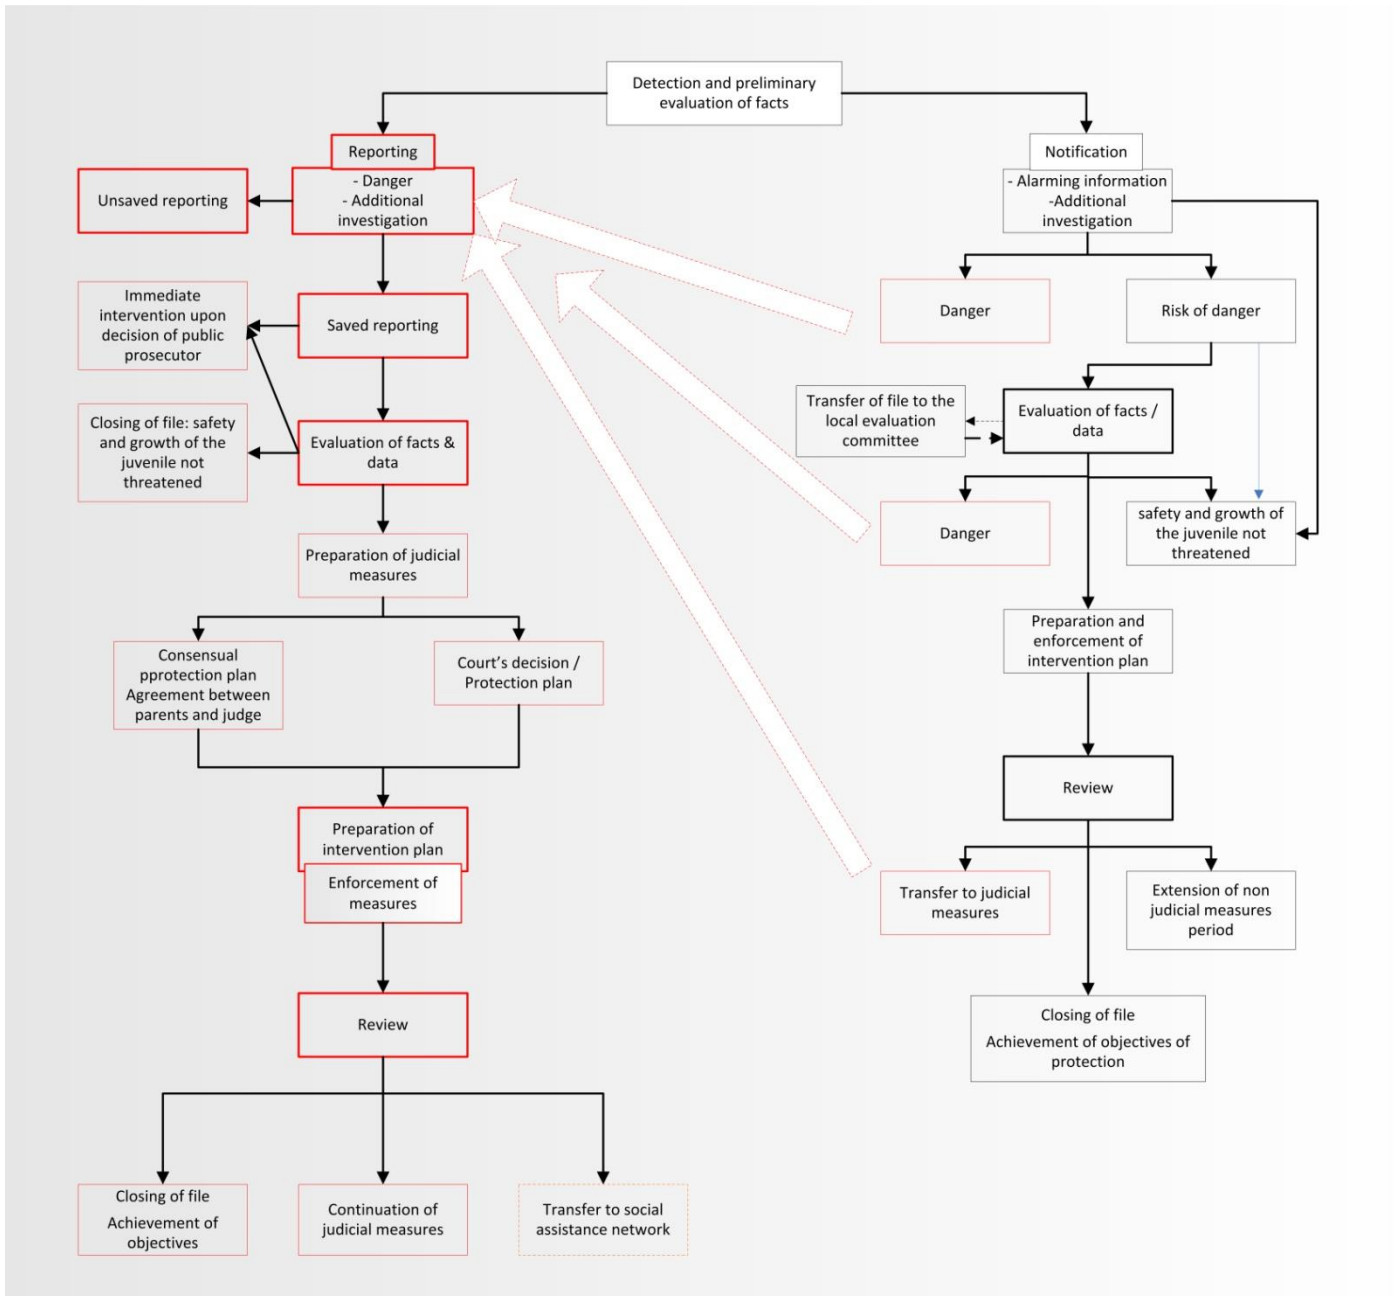 Detection and preliminary
evaluation of facts
Reporting
- Danger
- Additional
investigation
Unsaved reporting
Immediate
intervention upon
decision of public
prosecutor
Saved reporting
Closing of file: safety
and growth of the
juvenile not
threatened
Evaluation of facts &
data
Preparation of judicial
measures
Consensual
pprotection plan
Agreement between
parents and judge
Court's decision /
Protection plan
Preparation of
intervention plan
Enforcement of
measures
Review
Closing of file
Achievement of
objectives
Continuation of
judicial measures
Transfer to social
assistance network
Notification
- Alarming information
-Additional
investigation
Danger
Risk of danger
Transfer of file to the
local evaluation
committee
Evaluation of facts /
data
Danger
safety and growth of
the juvenile not
threatened
Preparation and
enforcement of
intervention plan
Review
Transfer to judicial
measures
Extension of non
judicial measures
period
Closing of file
Achievement of objectives of
protection